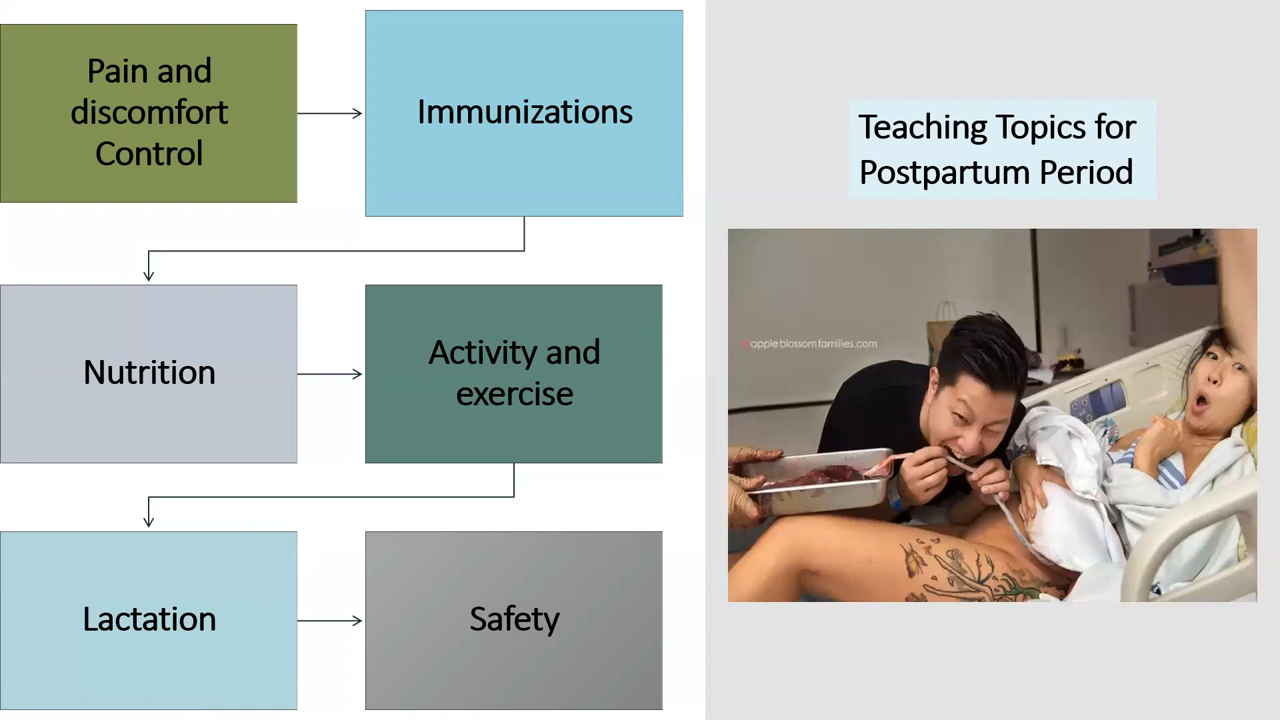 Pain and
discomfort
Control
Immunizations
Nutrition
Activity and
exercise
Lactation
Safety
Teaching Topics for
Postpartum Period
appleblossomfamilies.com